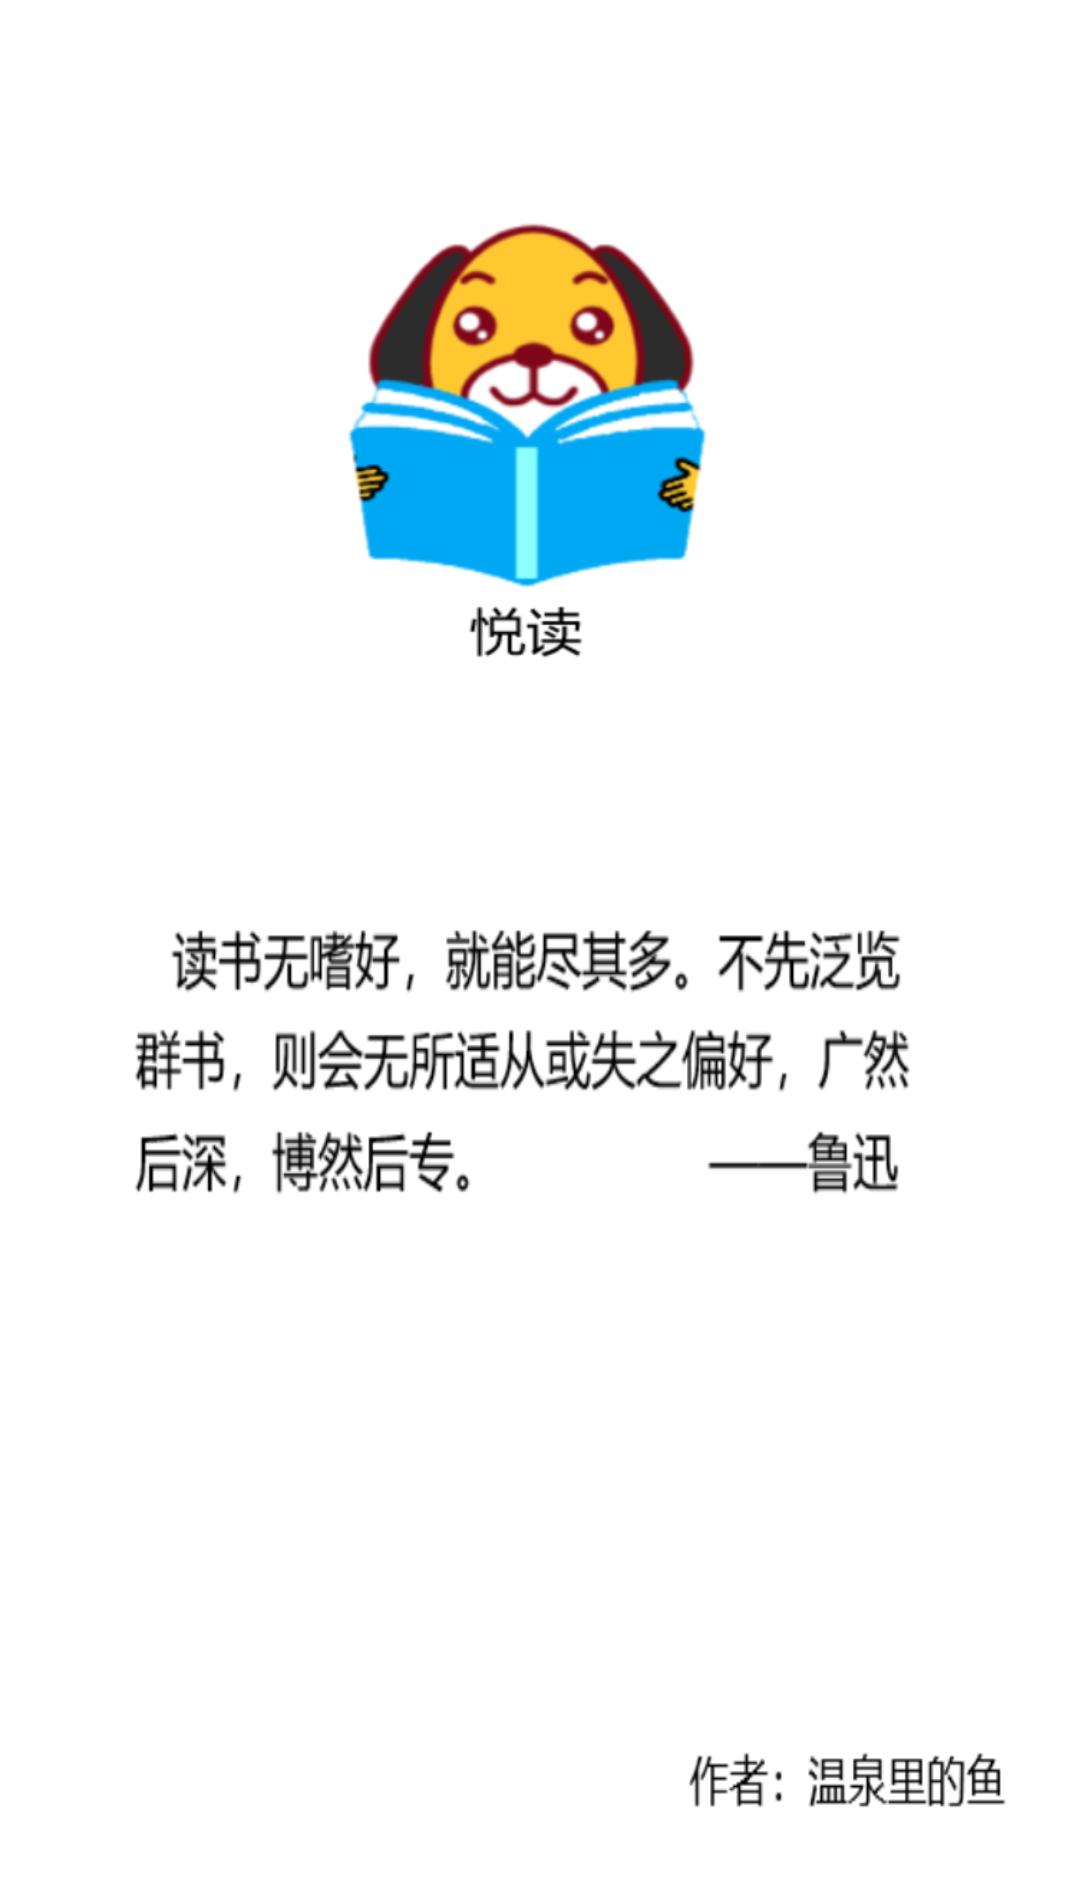 悦读
读书无嗜好，就能尽其多。不先泛览
群书，则会无所适从或失之偏好，广然
后深，博然后专。 ——鲁迅
作者：温泉里的鱼